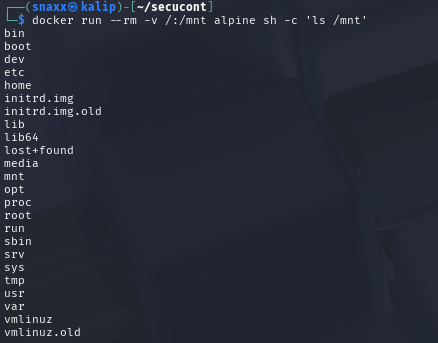 ┌──(snaxx㉿kalip)-[~/secucont]
└─$ docker run --rm -v /:/mnt alpine sh -c 'ls /mnt'
bin
boot
dev
etc
home
initrd.img
initrd.img.old
lib
lib64
lost+found
media
mnt
opt
proc
root
run
sbin
srv
sys
tmp
usr
var
vmlinuz
vmlinuz.old